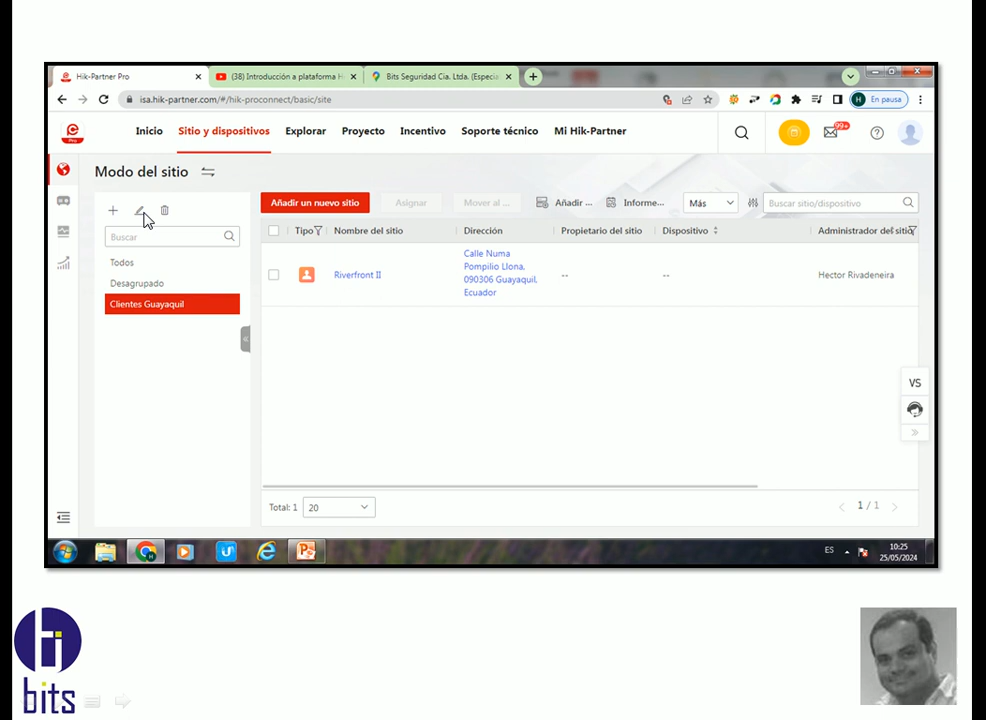 Hik-Partner Pro
(38) Introducción a plataforma H
Bits Seguridad Cia. Ltda. (Especia
isa.hik-partner.com/#/hik-proconnect/basic/site
H
En pausa
Pro
Inicio
Sitio y dispositivos
Explorar
Proyecto
Incentivo
Soporte técnico
Mi Hik-Partner
99+
Modo del sitio
Añadir un nuevo sitio
Asignar
Mover al ...
Añadir ...
Informe...
Más
Buscar sitio/dispositivo
Buscar
Todos
Desagrupado
Clientes Guayaquil
Tipo
Nombre del sitio
Dirección
Propietario del sitio
Dispositivo
Administrador del sitio
Riverfront II
Calle Numa
Pompilio Llona,
090306 Guayaquil,
Ecuador
--
--
Hector Rivadeneira
VS
Total: 1
20
1 / 1
ES
10:25
25/05/2024
bits